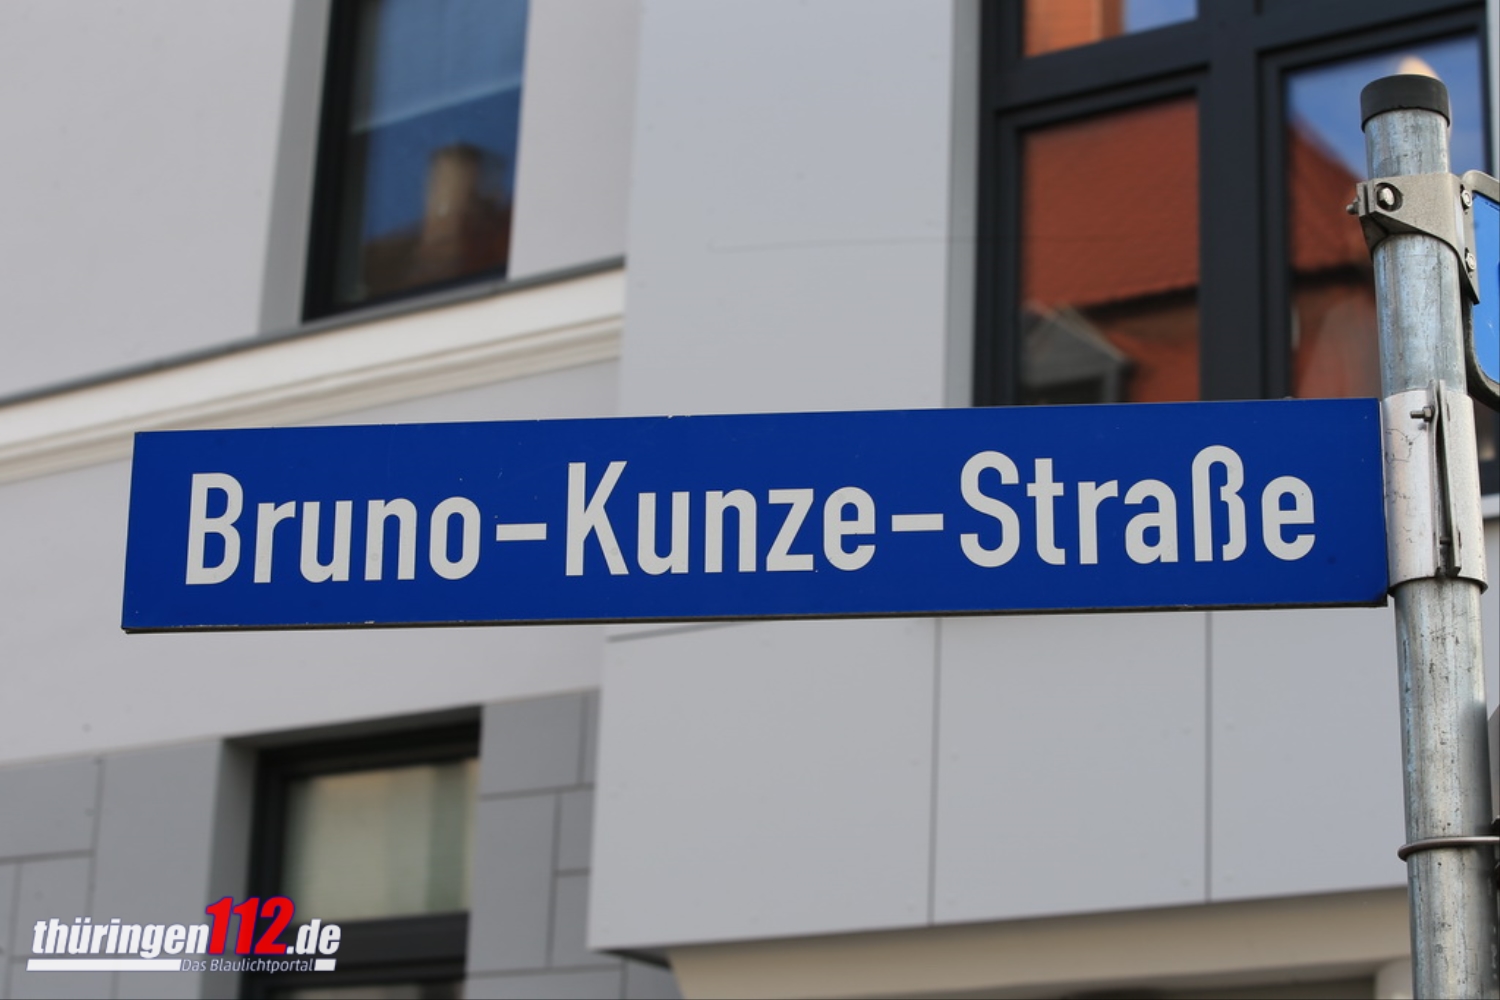 Bruno-Kunze-Straße
thüringen112.de
Das Blaulichtportal